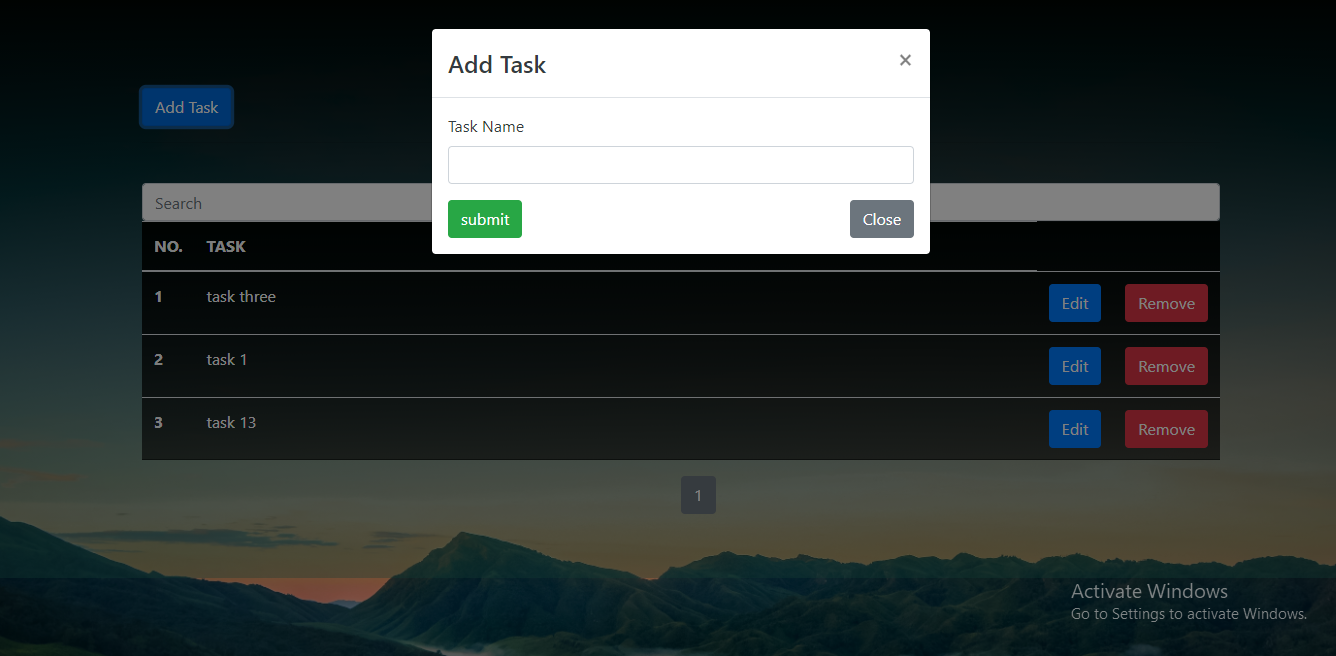 Add Task
×
Add Task
Task Name
Search
submit
Close
NO. TASK
1 task three Edit Remove
2 task 1 Edit Remove
3 task 13 Edit Remove
1
Activate Windows
Go to Settings to activate Windows.